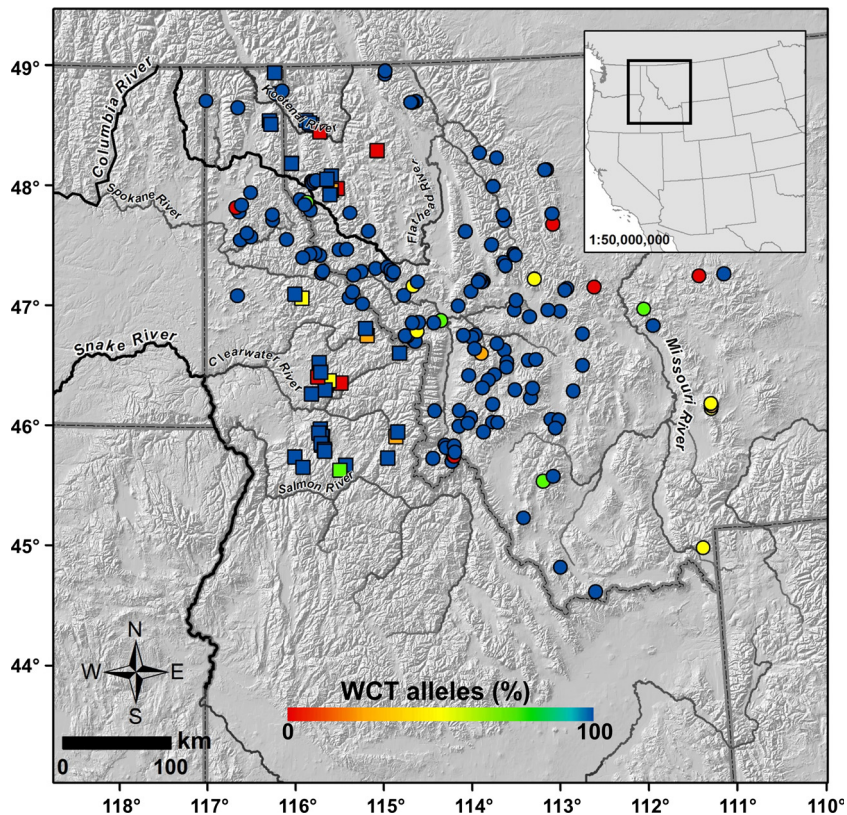 49°
48°
47°
46°
45°
44°
Columbia River
Kootenai River
Spokane River
Flathead River
Snake River
Clearwater River
Missouri River
Salmon River
1:50,000,000
N
W E
S
km
0 100
WCT alleles (%)
0 100
118° 117° 116° 115° 114° 113° 112° 111° 110°